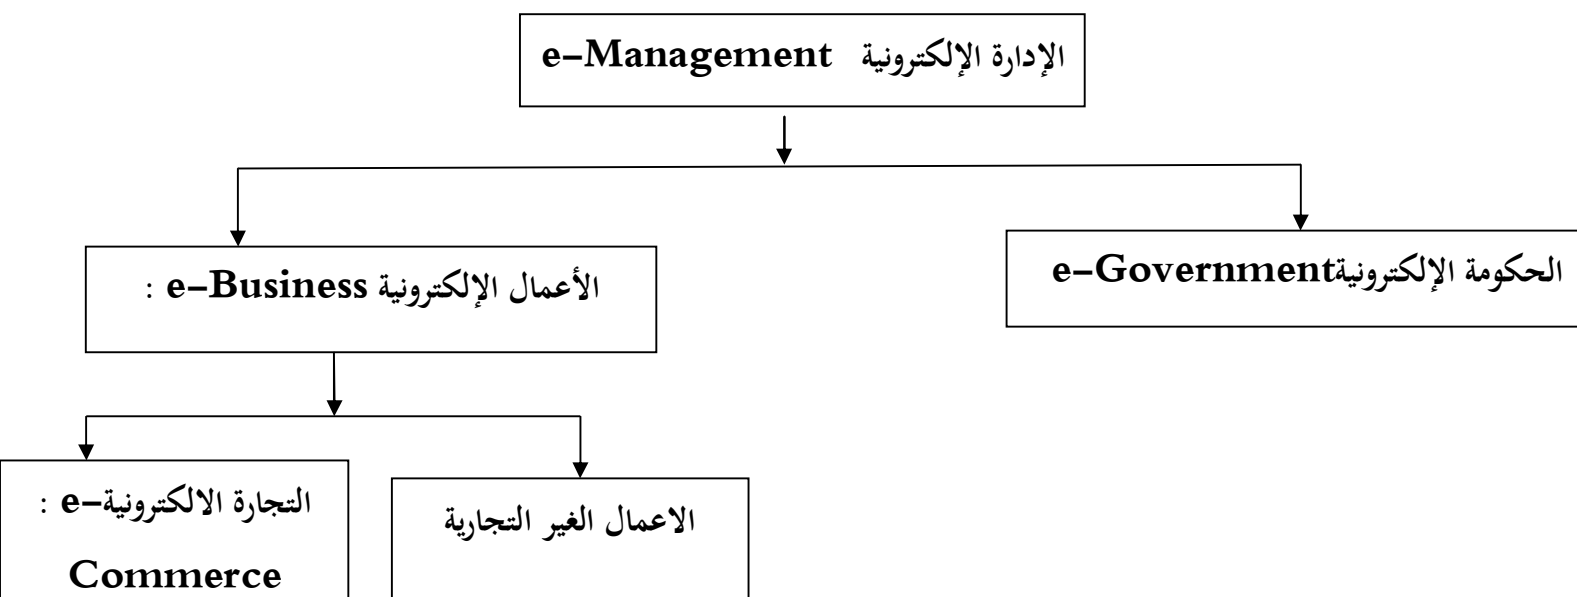 الإدارة الإلكترونية e-Management
الحكومة الإلكترونيةe-Government
الأعمال الإلكترونية e-Business :
الاعمال الغير التجارية
التجارة الالكترونية-e :
Commerce